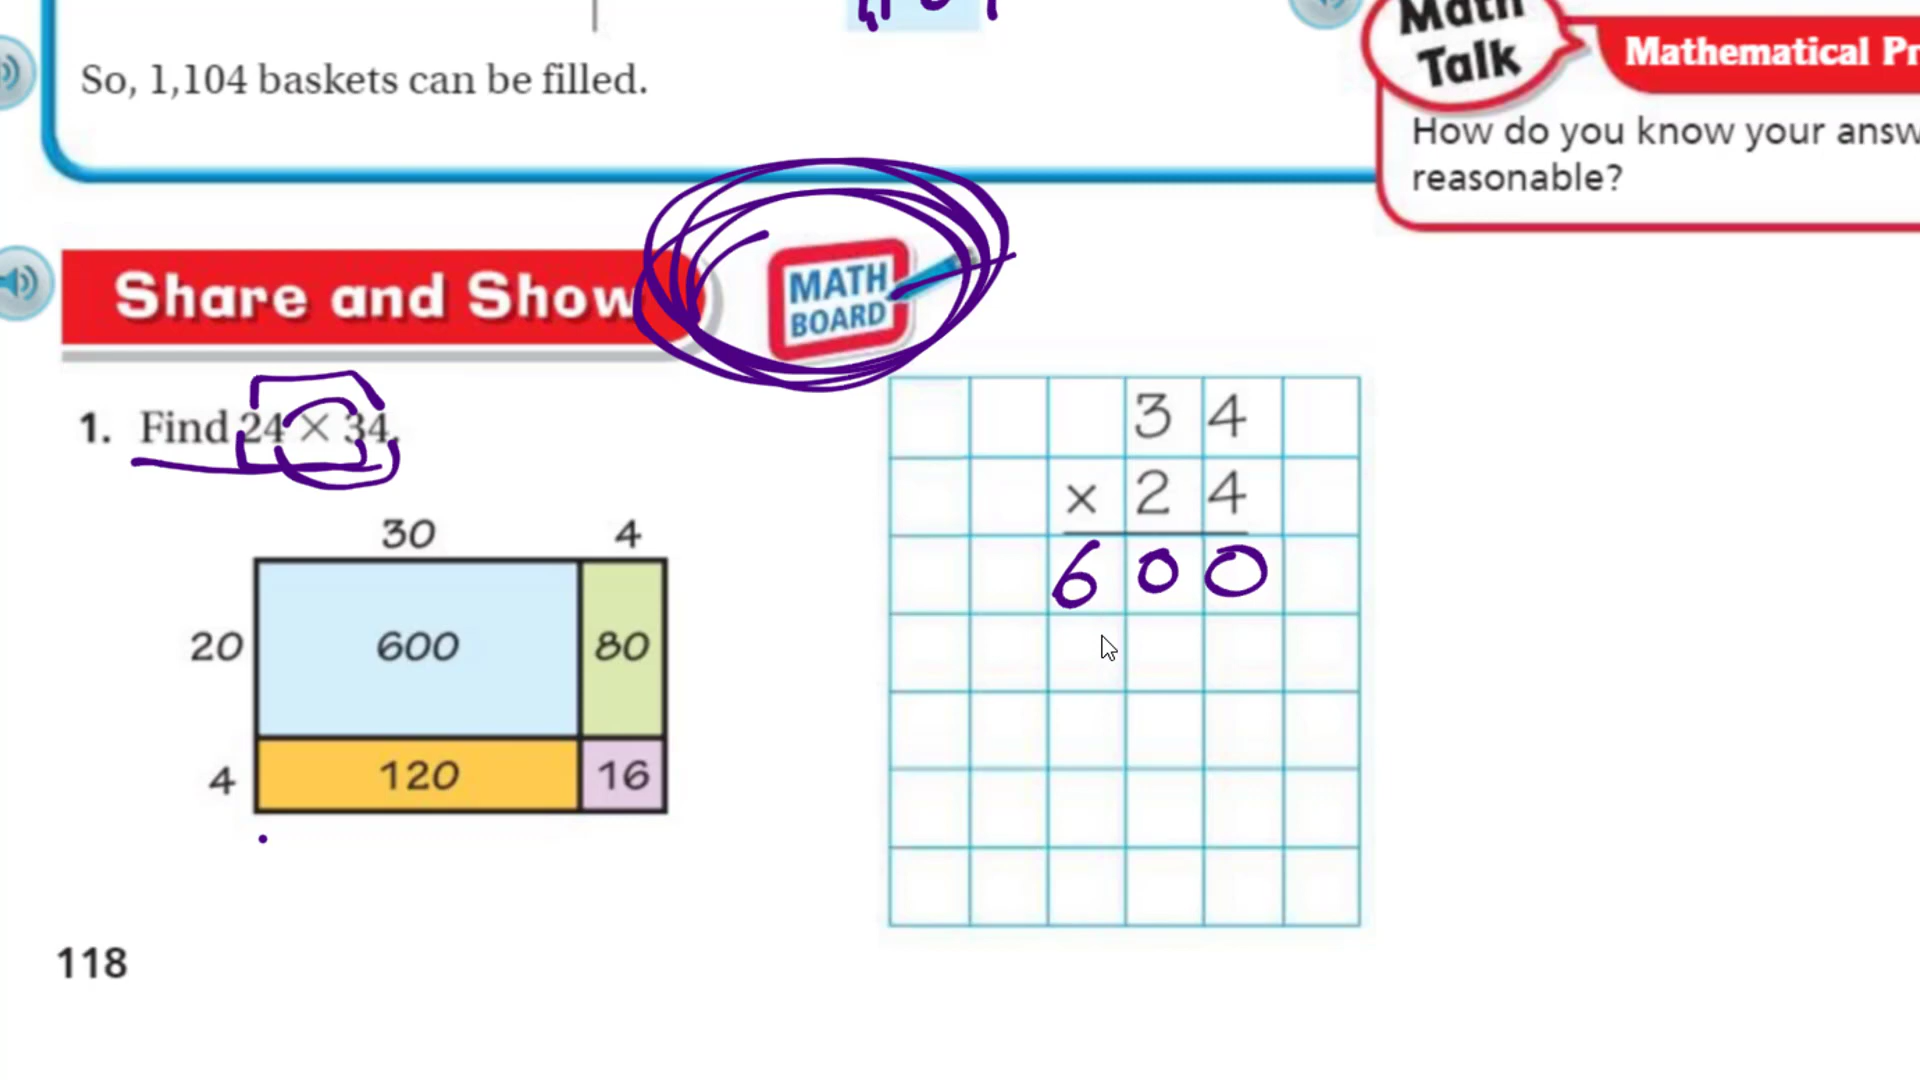 So, 1,104 baskets can be filled.
Math
Talk
Mathematical Pr
How do you know your answ
reasonable?
Share and Show
MATH
BOARD
1. Find 24 × 34.
30 4
20 600 80
4 120 16
3 4
× 2 4
6 0 0
118